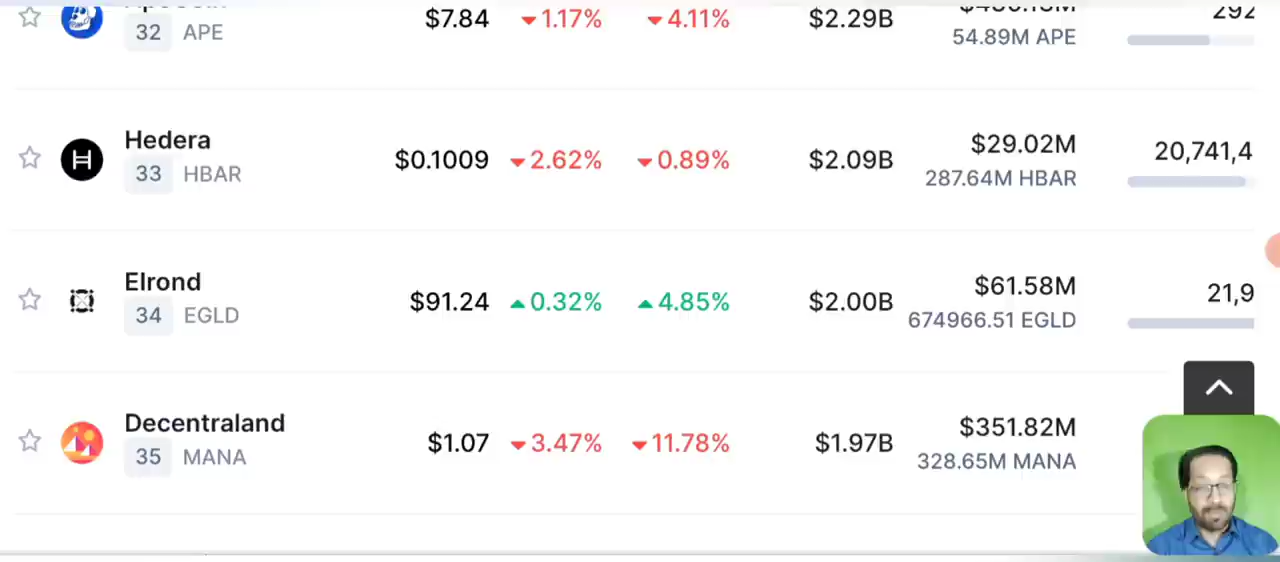 $7.84 1.17% 4.11% $2.29B
32 APE 54.89M APE
Hedera $29.02M
$0.1009 2.62% 0.89% $2.09B 20,741,4
33 HBAR 287.64M HBAR
Elrond $61.58M 21,9
$91.24 0.32% 4.85% $2.00B
34 EGLD 674966.51 EGLD
Decentraland $351.82M
$1.07 3.47% 11.78% $1.97B
35 MANA 328.65M MANA